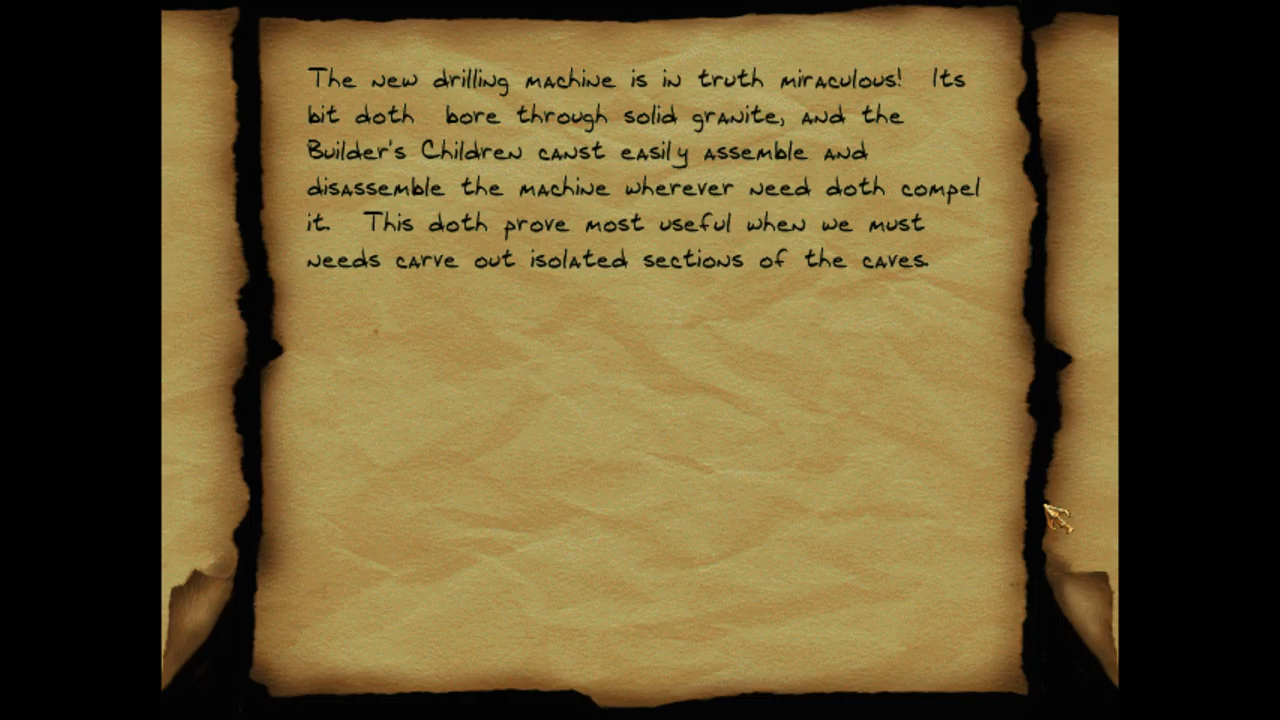 The new drilling machine is in truth miraculous! Its
bit doth bore through solid granite, and the
Builder's Children canst easily assemble and
disassemble the machine wherever need doth compel
it. This doth prove most useful when we must
needs carve out isolated sections of the caves.